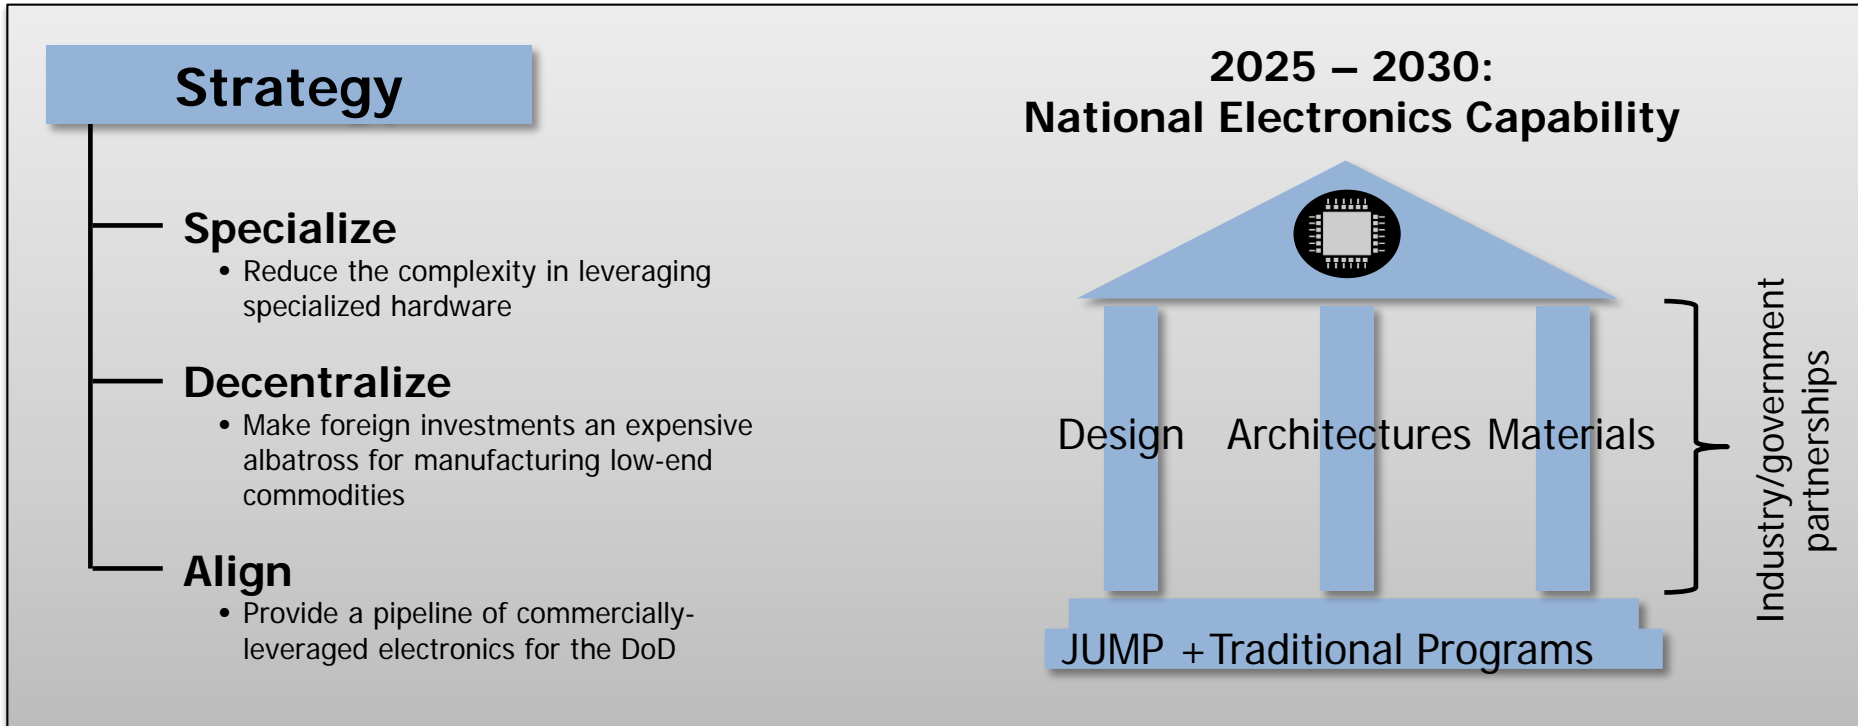 Strategy
Specialize
• Reduce the complexity in leveraging
specialized hardware
Decentralize
• Make foreign investments an expensive
albatross for manufacturing low-end
commodities
Align
• Provide a pipeline of commercially-
leveraged electronics for the DoD
2025 – 2030:
National Electronics Capability
Design Architectures Materials
JUMP + Traditional Programs
Industry/government
partnerships